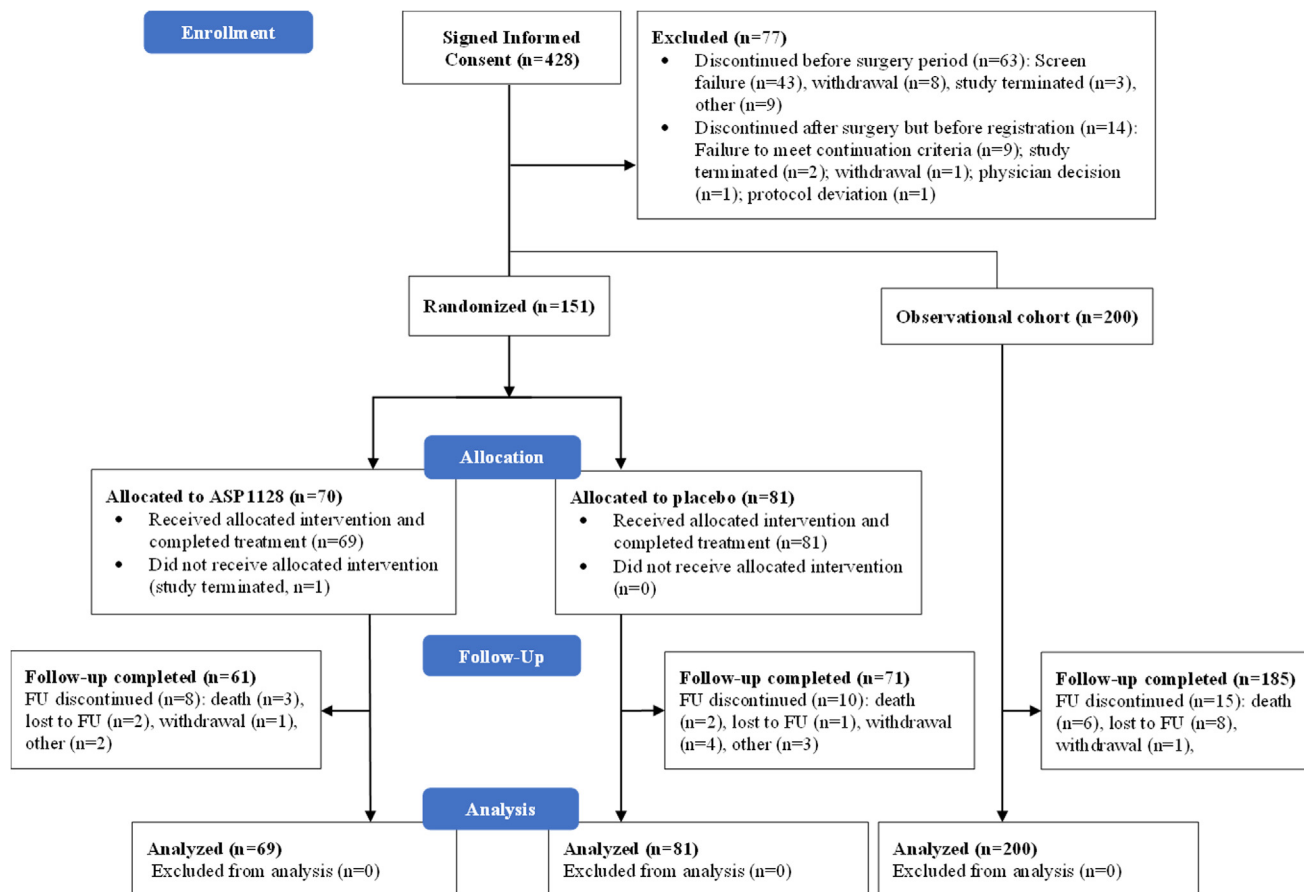 Enrollment
Signed Informed
Consent (n=428)
Excluded (n=77)
• Discontinued before surgery period (n=63): Screen
failure (n=43), withdrawal (n=8), study terminated (n=3),
other (n=9)
• Discontinued after surgery but before registration (n=14):
Failure to meet continuation criteria (n=9); study
terminated (n=2); withdrawal (n=1); physician decision
(n=1); protocol deviation (n=1)
Randomized (n=151)
Observational cohort (n=200)
Allocation
Allocated to ASP1128 (n=70)
• Received allocated intervention and
completed treatment (n=69)
• Did not receive allocated intervention
(study terminated, n=1)
Allocated to placebo (n=81)
• Received allocated intervention and
completed treatment (n=81)
• Did not receive allocated intervention
(n=0)
Follow-Up
Follow-up completed (n=61)
FU discontinued (n=8): death (n=3),
lost to FU (n=2), withdrawal (n=1),
other (n=2)
Follow-up completed (n=71)
FU discontinued (n=10): death
(n=2), lost to FU (n=1), withdrawal
(n=4), other (n=3)
Follow-up completed (n=185)
FU discontinued (n=15): death
(n=6), lost to FU (n=8),
withdrawal (n=1),
Analysis
Analyzed (n=69)
Excluded from analysis (n=0)
Analyzed (n=81)
Excluded from analysis (n=0)
Analyzed (n=200)
Excluded from analysis (n=0)